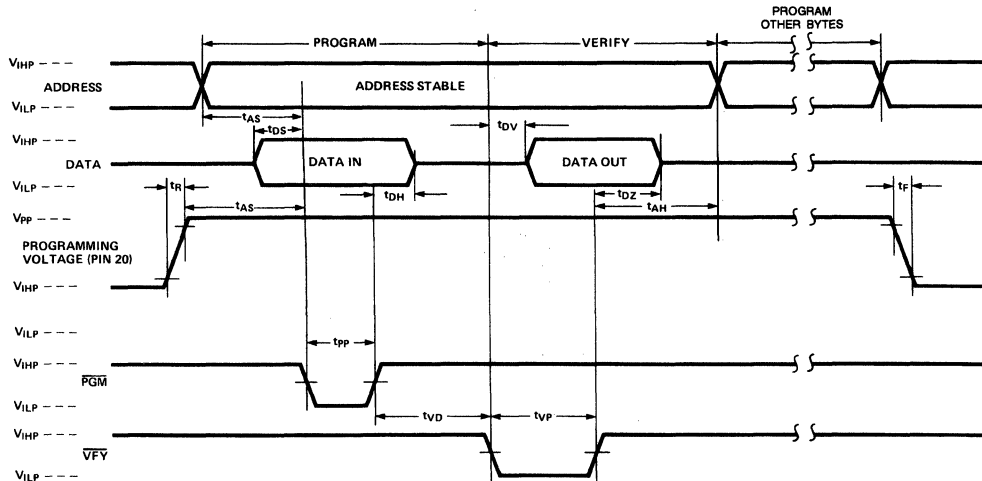 PROGRAM
OTHER BYTES
PROGRAM
VERIFY
VIHP
ADDRESS
ADDRESS STABLE
VILP
tAS
tDS
tDV
VIHP
DATA
DATA IN
DATA OUT
VILP
tR
tDH
tDZ
tF
tAS
tAH
VPP
PROGRAMMING
VOLTAGE (PIN 20)
VIHP
VILP
tPP
VIHP
PGM
VILP
tVD
tVP
VIHP
VFY
VILP